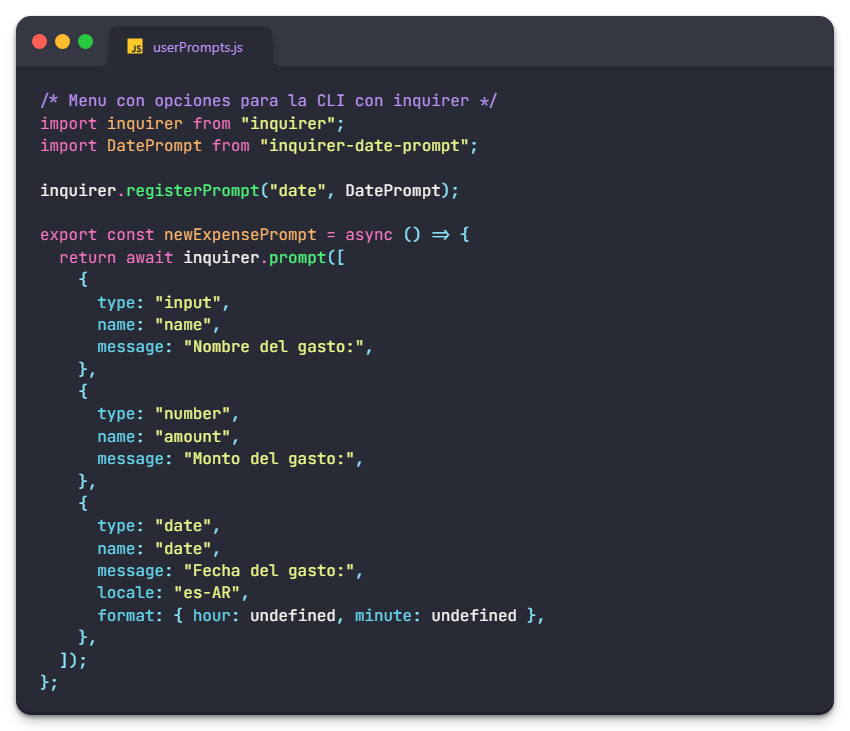 JS userPrompts.js
/* Menu con opciones para la CLI con inquirer */
import inquirer from "inquirer";
import DatePrompt from "inquirer-date-prompt";

inquirer.registerPrompt("date", DatePrompt);

export const newExpensePrompt = async () => {
  return await inquirer.prompt([
    {
      type: "input",
      name: "name",
      message: "Nombre del gasto:",
    },
    {
      type: "number",
      name: "amount",
      message: "Monto del gasto:",
    },
    {
      type: "date",
      name: "date",
      message: "Fecha del gasto:",
      locale: "es-AR",
      format: { hour: undefined, minute: undefined },
    },
  ]);
};